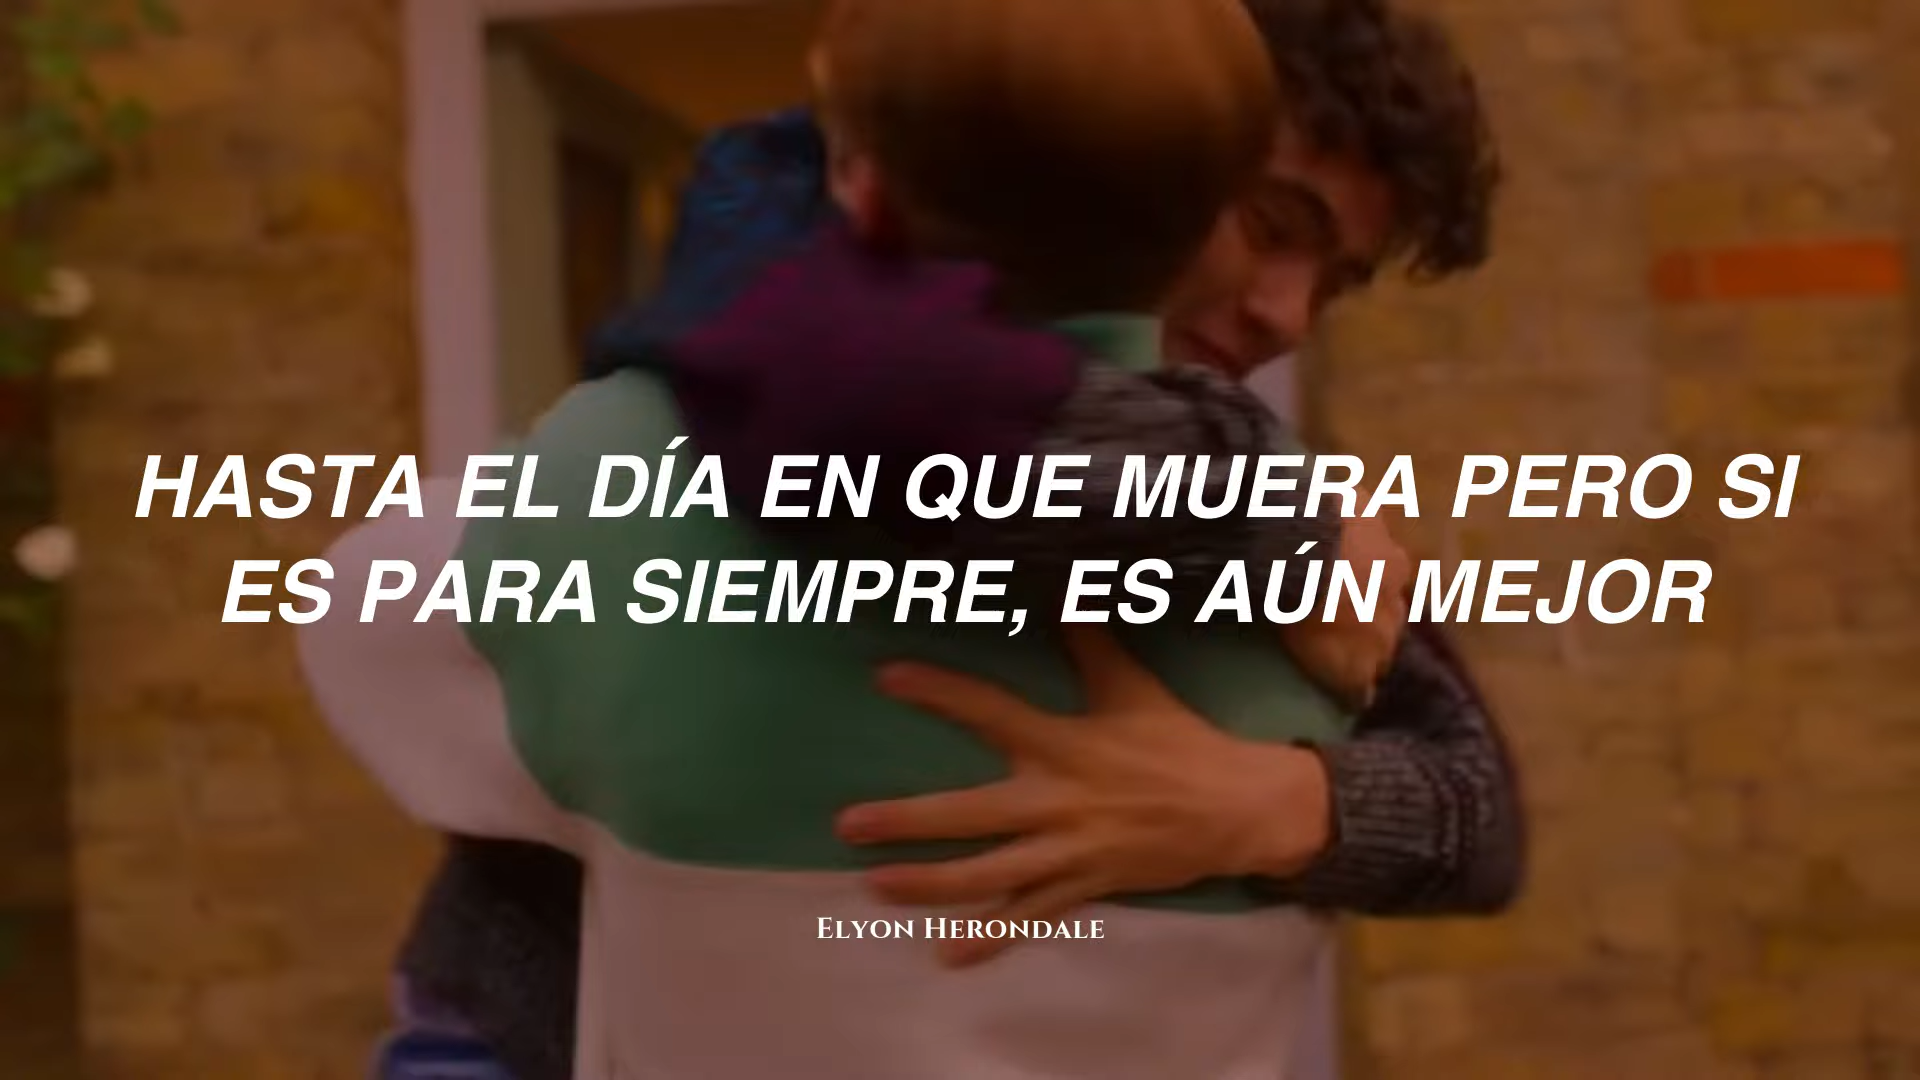 HASTA EL DÍA EN QUE MUERA PERO SI
ES PARA SIEMPRE, ES AÚN MEJOR
Elyon Herondale